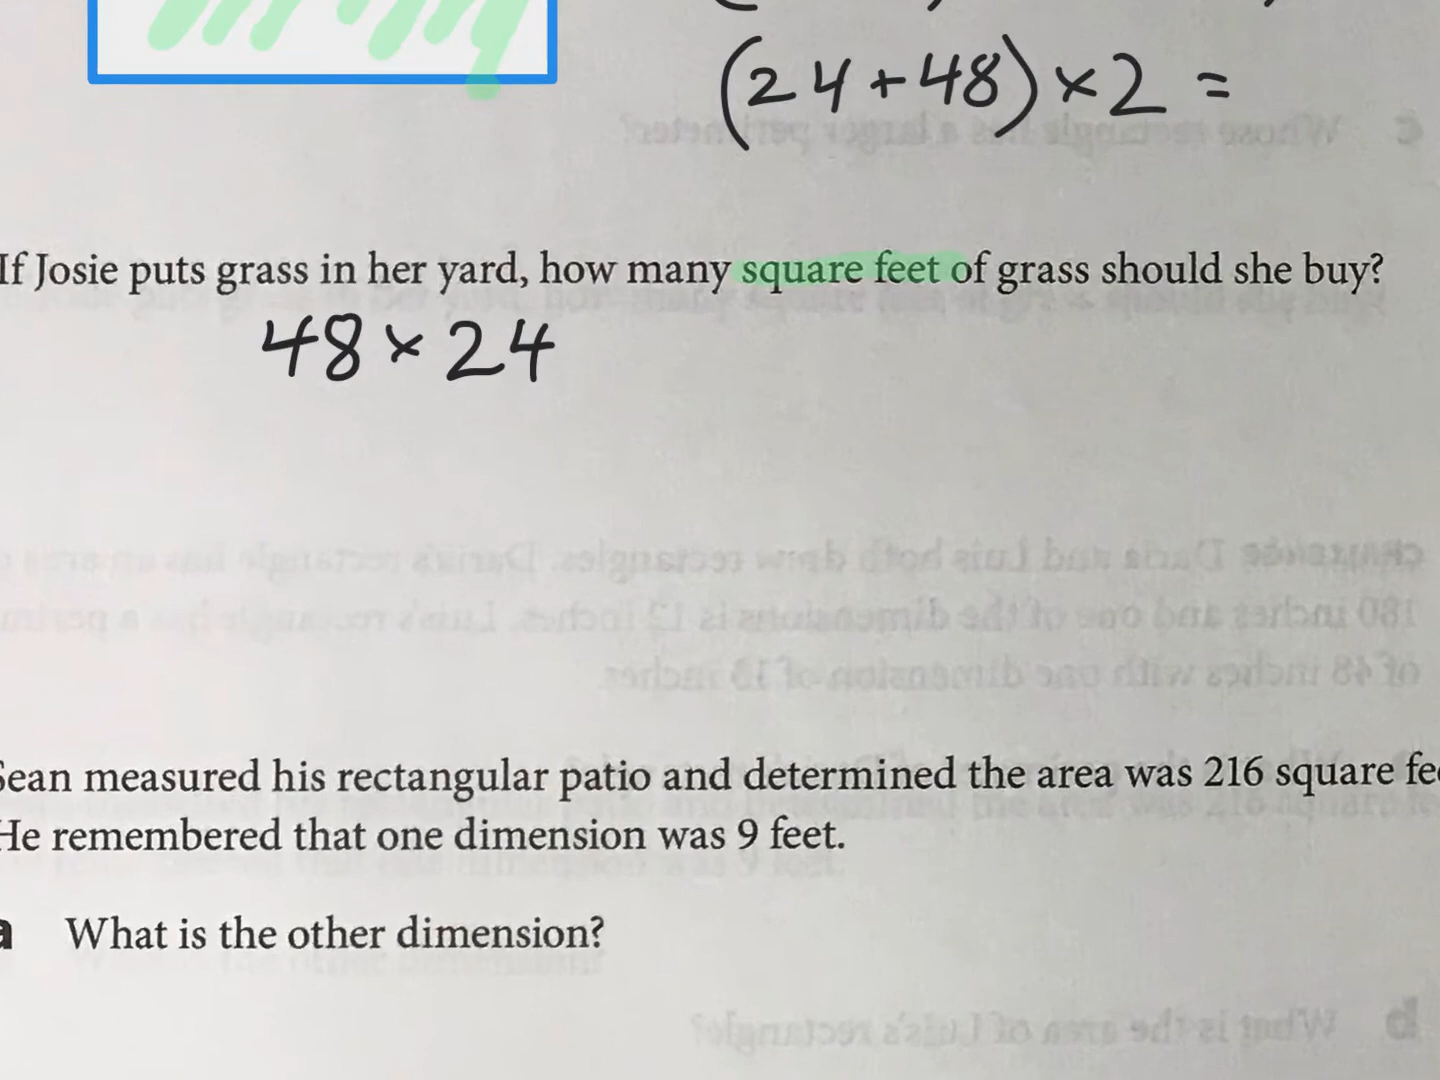 (24+48)×2=
If Josie puts grass in her yard, how many square feet of grass should she buy?
48×24
Sean measured his rectangular patio and determined the area was 216 square
He remembered that one dimension was 9 feet.
a What is the other dimension?